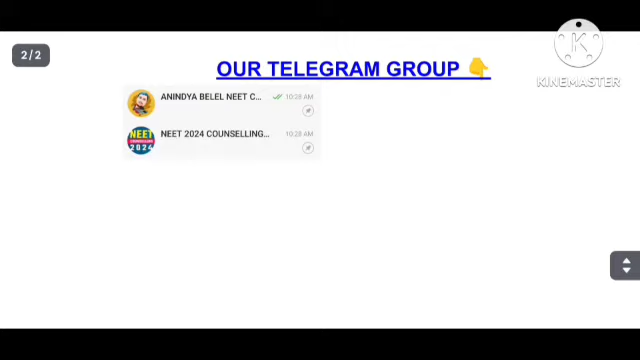 2/2
OUR TELEGRAM GROUP 👇
KINEMASTER
ANINDYA BELEL NEET C... 10:28 AM
NEET 2024 COUNSELLING... 10:28 AM
NEET
2024